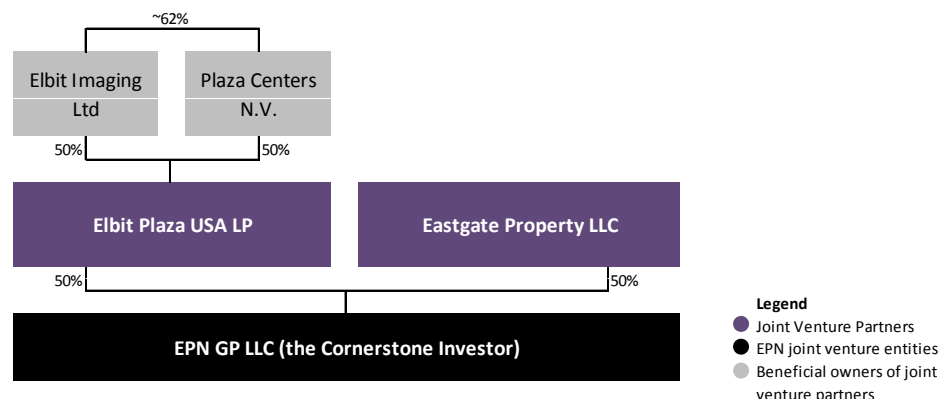 ~62%
Elbit Imaging
Ltd
Plaza Centers
N.V.
50%
50%
Elbit Plaza USA LP
Eastgate Property LLC
50%
50%
EPN GP LLC (the Cornerstone Investor)
Legend
Joint Venture Partners
EPN joint venture entities
Beneficial owners of joint
venture partners